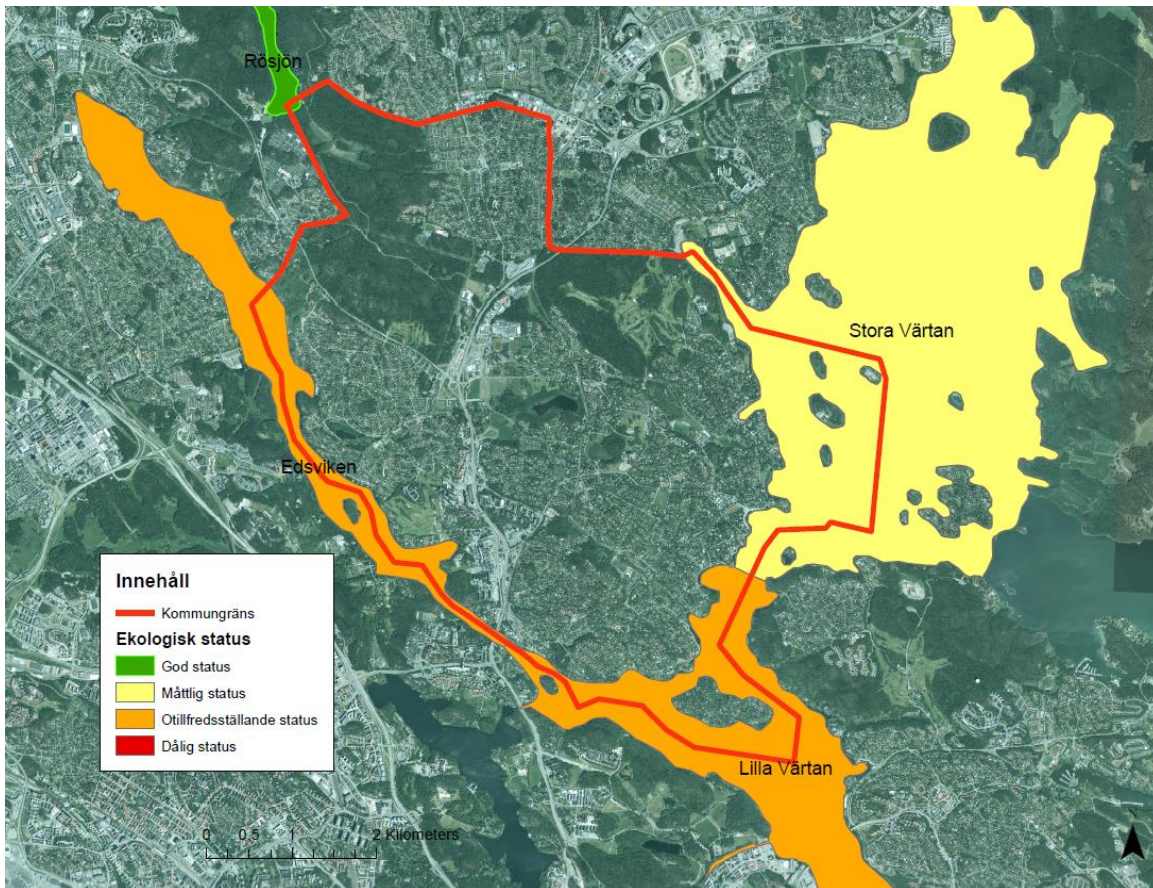 Rösjön
Stora Värtan
Edsviken
Innehåll
Kommungräns
Ekologisk status
God status
Måttlig status
Otillfredsställande status
Dålig status
Lilla Värtan
0 0.5 1 2 Kilometers